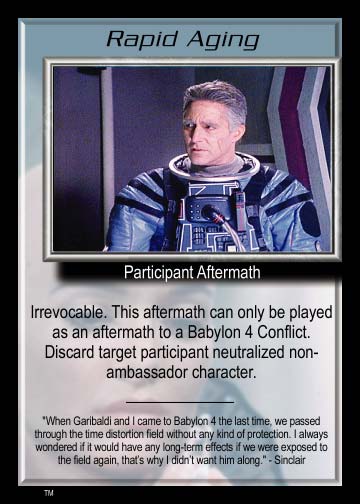 Rapid Aging
Participant Aftermath
Irrevocable. This aftermath can only be played
as an aftermath to a Babylon 4 Conflict.
Discard target participant neutralized non-
ambassador character.
"When Garibaldi and I came to Babylon 4 the last time, we passed
through the time distortion field without any kind of protection. I always
wondered if it would have any long-term effects if we were exposed to
the field again, that's why I didn't want him along." - Sinclair
TM